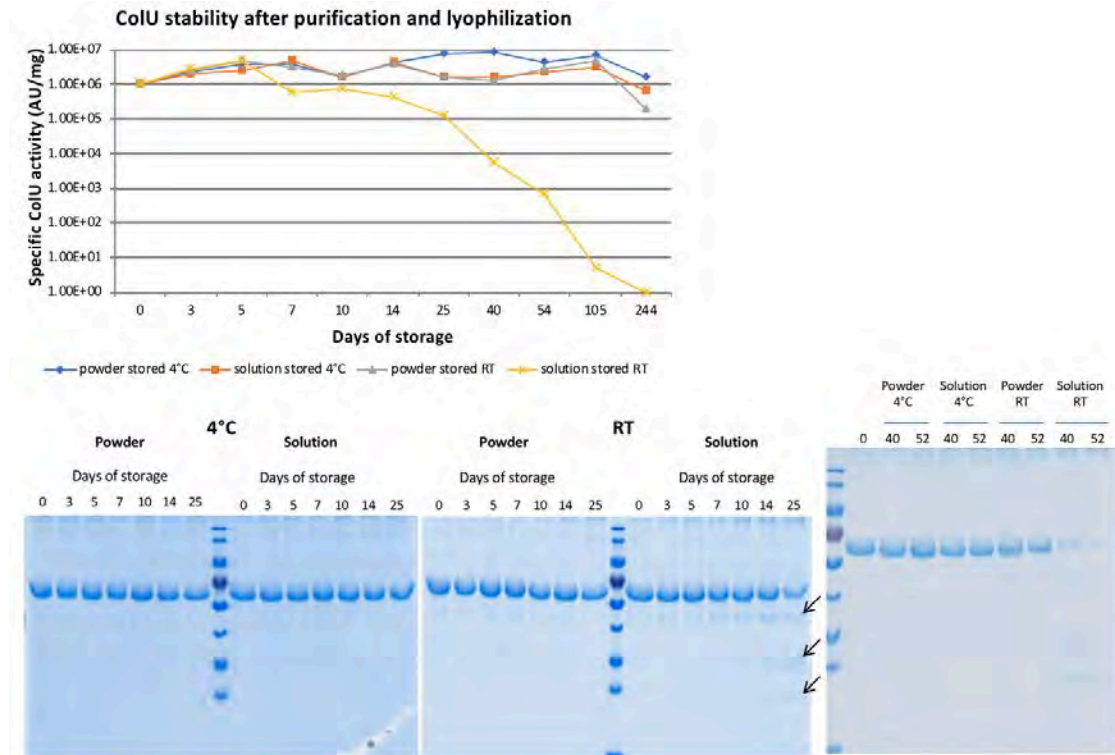 ColU stability after purification and lyophilization
Specific ColU activity (AU/mg)
1.00E+07
1.00E+06
1.00E+05
1.00E+04
1.00E+03
1.00E+02
1.00E+01
1.00E+00
0 3 5 7 10 14 25 40 54 105 244
Days of storage
powder stored 4°C solution stored 4°C powder stored RT solution stored RT
4°C
Powder Solution
Days of storage Days of storage
0 3 5 7 10 14 25 0 3 5 7 10 14 25
RT
Powder Solution
Days of storage Days of storage
0 3 5 7 10 14 25 0 3 5 7 10 14 25
Powder Solution Powder Solution
4°C 4°C RT RT
0 40 52 40 52 40 52 40 52